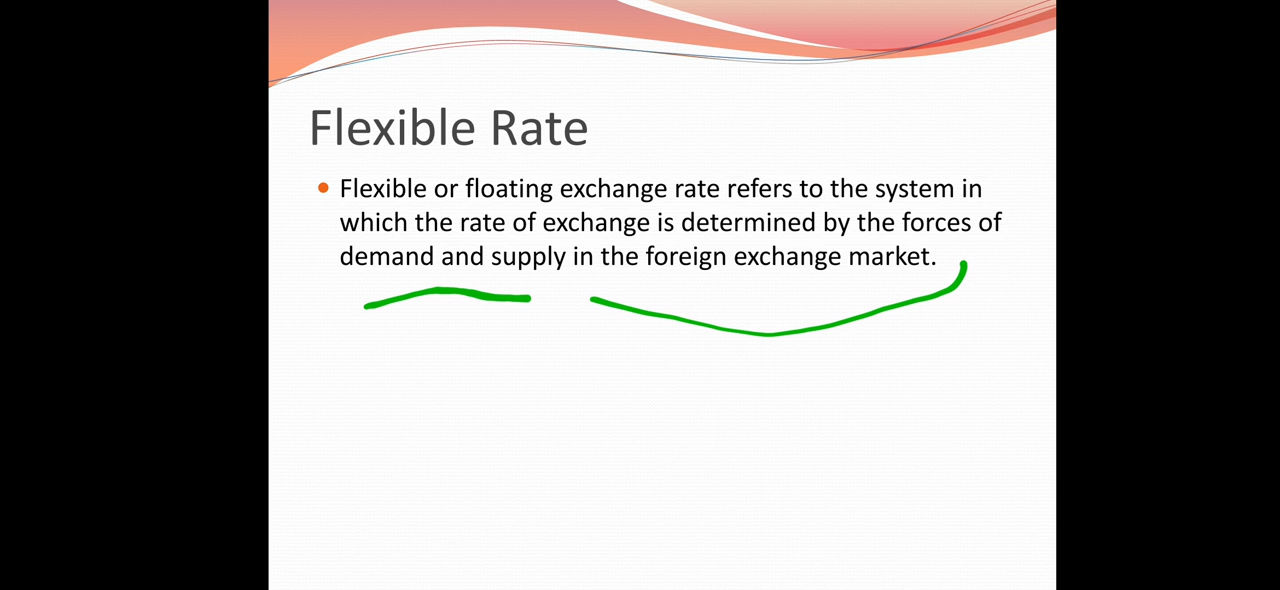 Flexible Rate
Flexible or floating exchange rate refers to the system in
which the rate of exchange is determined by the forces of
demand and supply in the foreign exchange market.